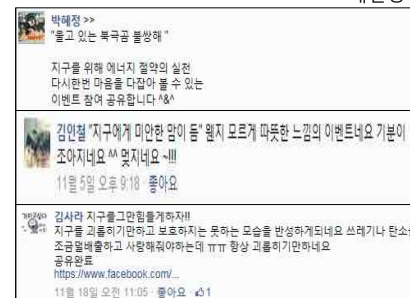 박혜정 >>
"울고 있는 북극곰 불쌍해 "
지구를 위해 에너지 절약의 실천
다시한번 마음을 다잡아 볼 수 있는
이벤트 참여 공유합니다 ^&^
김인철 "지구에게 미안한 맘이 듬" 웬지 모르게 따뜻한 느낌의 이벤트네요 기분이
조아지네요 ^^ 멋지네요 ~!!!
11월 5일 오후 9:18 · 좋아요
김사라 지구를그만힘들게하자!!
지구를 괴롭히기만하고 보호하지는 못하는 모습을 반성하게되네요 쓰레기나
조금덜배출하고 사랑해줘야하는데 ㅠㅠ 항상 괴롭히기만하네요
공유완료
https://www.facebook.com/...
11월 18일 오전 11:05 · 좋아요 · 1